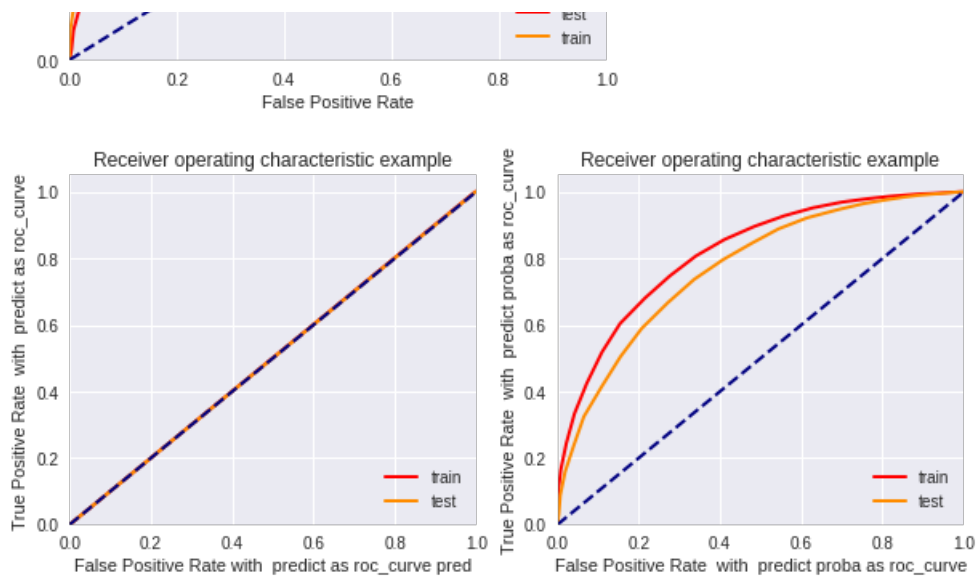 test
train
0.0
0.0 0.2 0.4 0.6 0.8 1.0
False Positive Rate
Receiver operating characteristic example
True Positive Rate with predict as roc_curve
1.0
0.8
0.6
0.4
0.2
0.0
train
test
0.0 0.2 0.4 0.6 0.8 1.0
False Positive Rate with predict as roc_curve pred
Receiver operating characteristic example
True Positive Rate with predict proba as roc_curve
1.0
0.8
0.6
0.4
0.2
0.0
train
test
0.0 0.2 0.4 0.6 0.8 1.0
False Positive Rate with predict proba as roc_curve